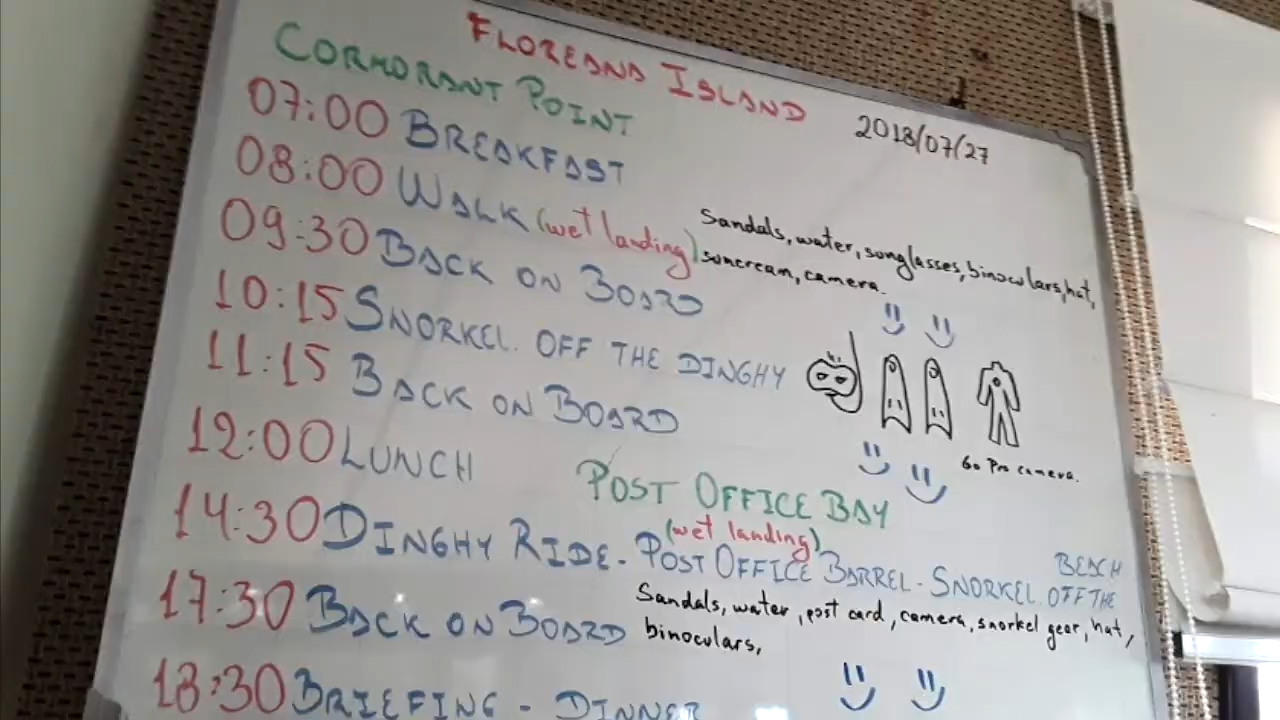 FLOREANA ISLAND
CORMORANT POINT
2018/07/27
07:00 BREAKFAST
08:00 WALK (wet landing) Sandals, water, sunglasses, binoculars, hat,
suncream, camera.
09:30 BACK ON BOARD
10:15 SNORKEL. OFF THE DINGHY
11:15 BACK ON BOARD
Go Pro camera.
12:00 LUNCH
POST OFFICE BAY
(wet landing)
14:30 DINGHY RIDE - POST OFFICE BARREL - SNORKEL. OFF THE BEACH
17:30 BACK ON BOARD Sandals, water, post card, camera, snorkel gear, hat,
binoculars,
18:30 BRIEFING - DINNER